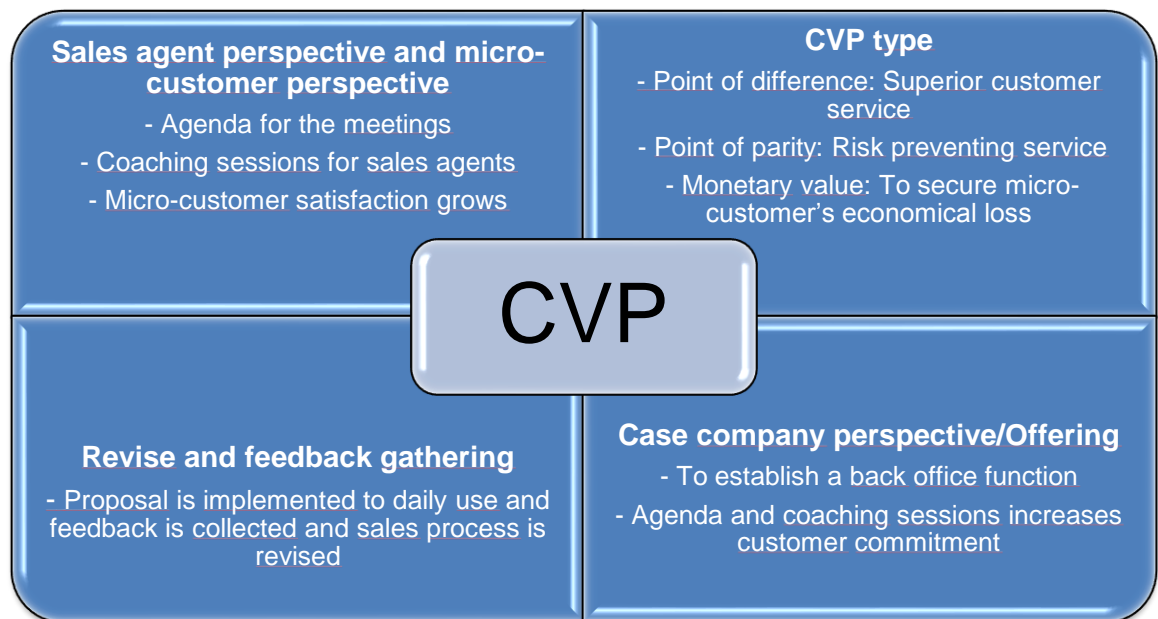 Sales agent perspective and micro-
customer perspective
- Agenda for the meetings
- Coaching sessions for sales agents
- Micro-customer satisfaction grows
CVP type
- Point of difference: Superior customer
service
- Point of parity: Risk preventing service
- Monetary value: To secure micro-
customer’s economical loss
CVP
Revise and feedback gathering
- Proposal is implemented to daily use and
feedback is collected and sales process is
revised
Case company perspective/Offering
- To establish a back office function
- Agenda and coaching sessions increases
customer commitment